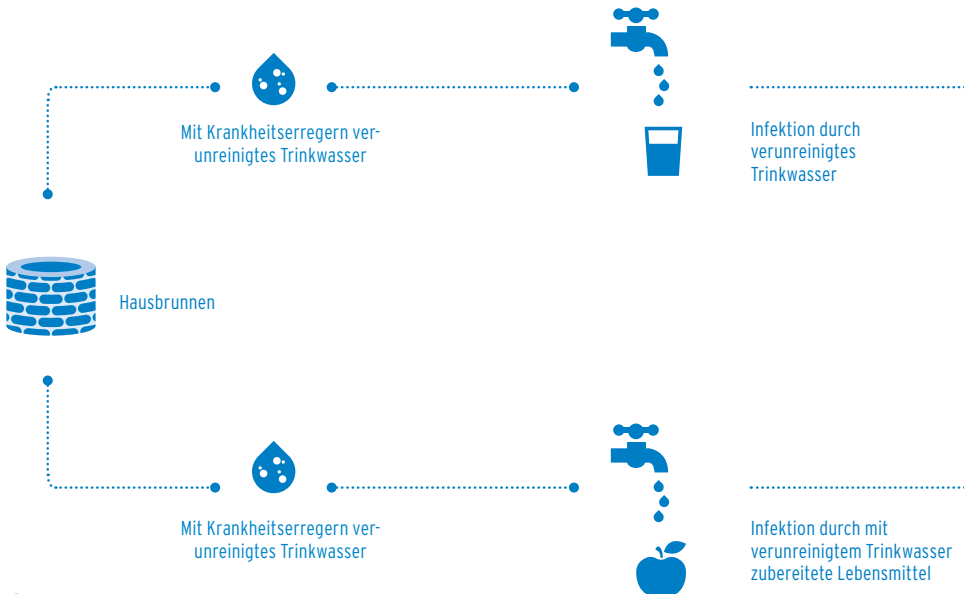 Mit Krankheitserregern ver-
unreinigtes Trinkwasser
Infektion durch
verunreinigtes
Trinkwasser
Hausbrunnen
Mit Krankheitserregern ver-
unreinigtes Trinkwasser
Infektion durch mit
verunreinigtem Trinkwasser
zubereitete Lebensmittel